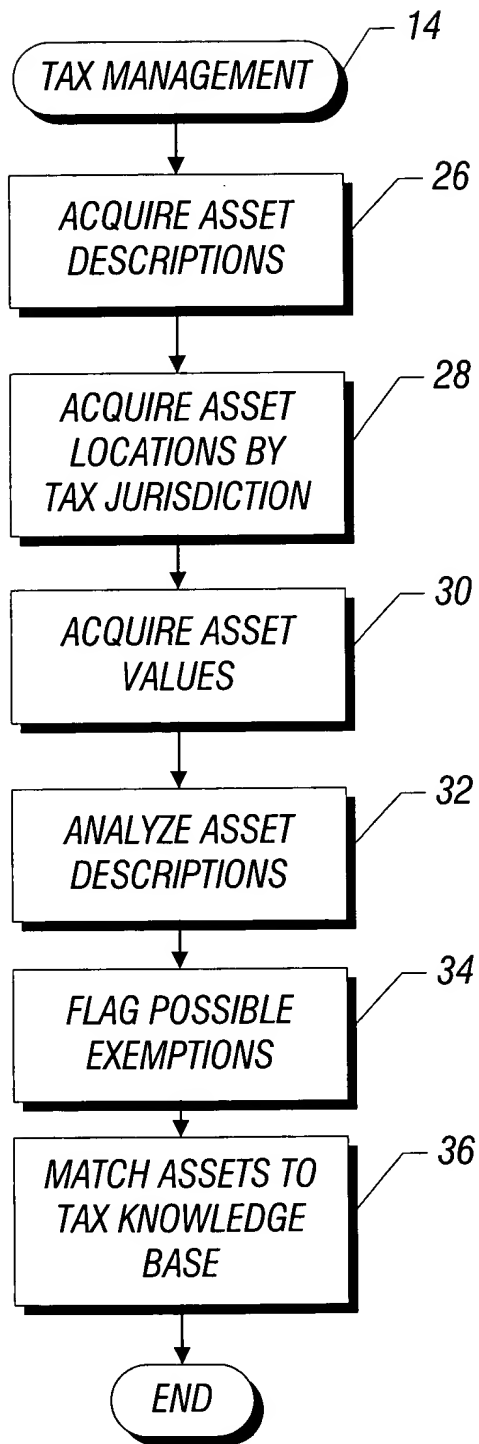 14
TAX MANAGEMENT
26
ACQUIRE ASSET
DESCRIPTIONS
28
ACQUIRE ASSET
LOCATIONS BY
TAX JURISDICTION
30
ACQUIRE ASSET
VALUES
32
ANALYZE ASSET
DESCRIPTIONS
34
FLAG POSSIBLE
EXEMPTIONS
36
MATCH ASSETS TO
TAX KNOWLEDGE
BASE
END